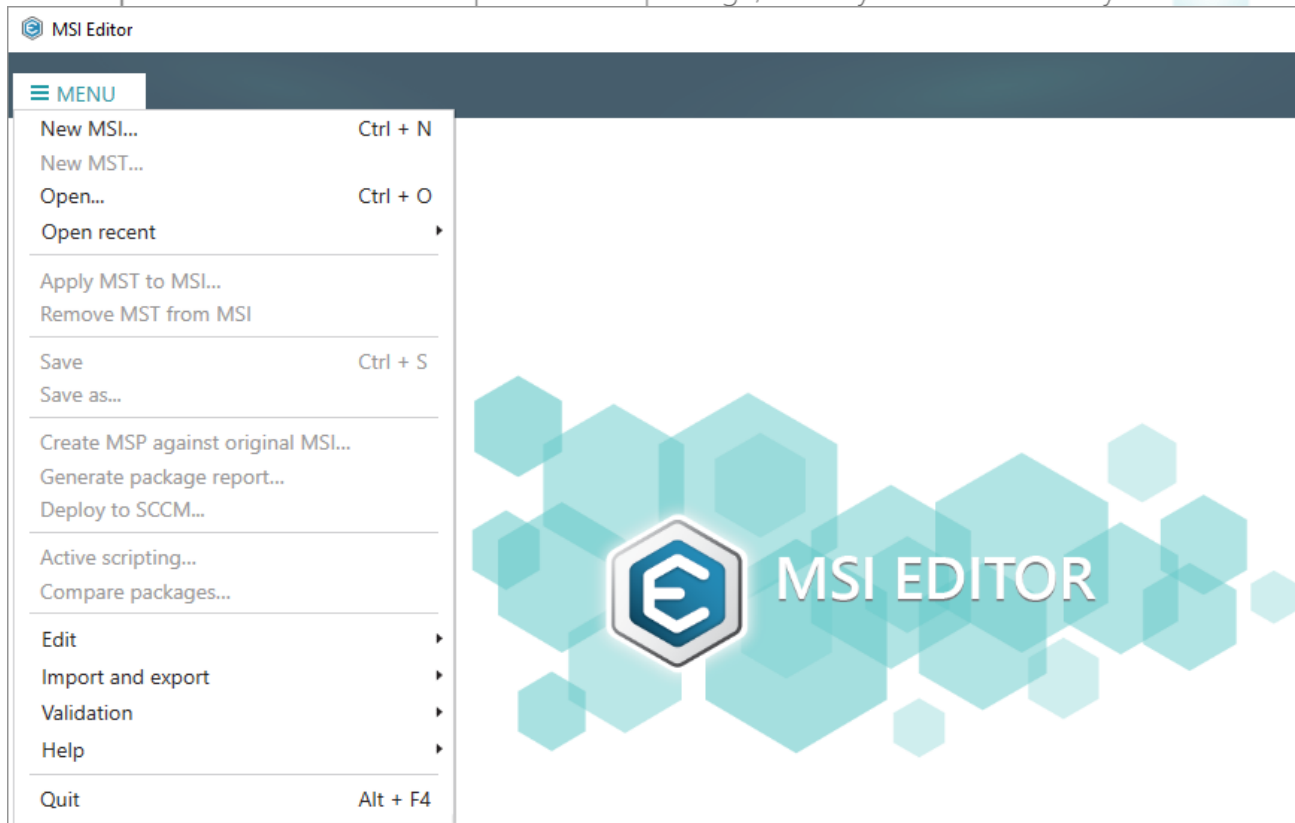 MSI Editor
MENU
New MSI... Ctrl + N
New MST...
Open... Ctrl + O
Open recent
Apply MST to MSI...
Remove MST from MSI
Save Ctrl + S
Save as...
Create MSP against original MSI...
Generate package report...
Deploy to SCCM...
Active scripting...
Compare packages...
Edit
Import and export
Validation
Help
Quit Alt + F4
MSI EDITOR